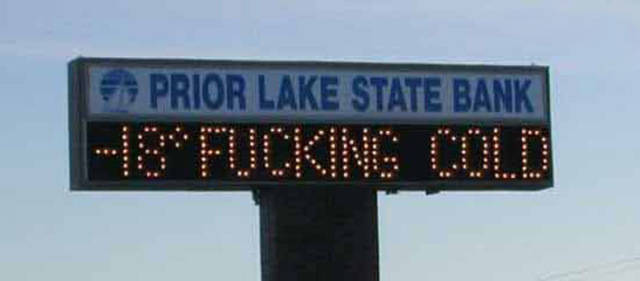 PRIOR LAKE STATE BANK
-18° FUCKING COLD